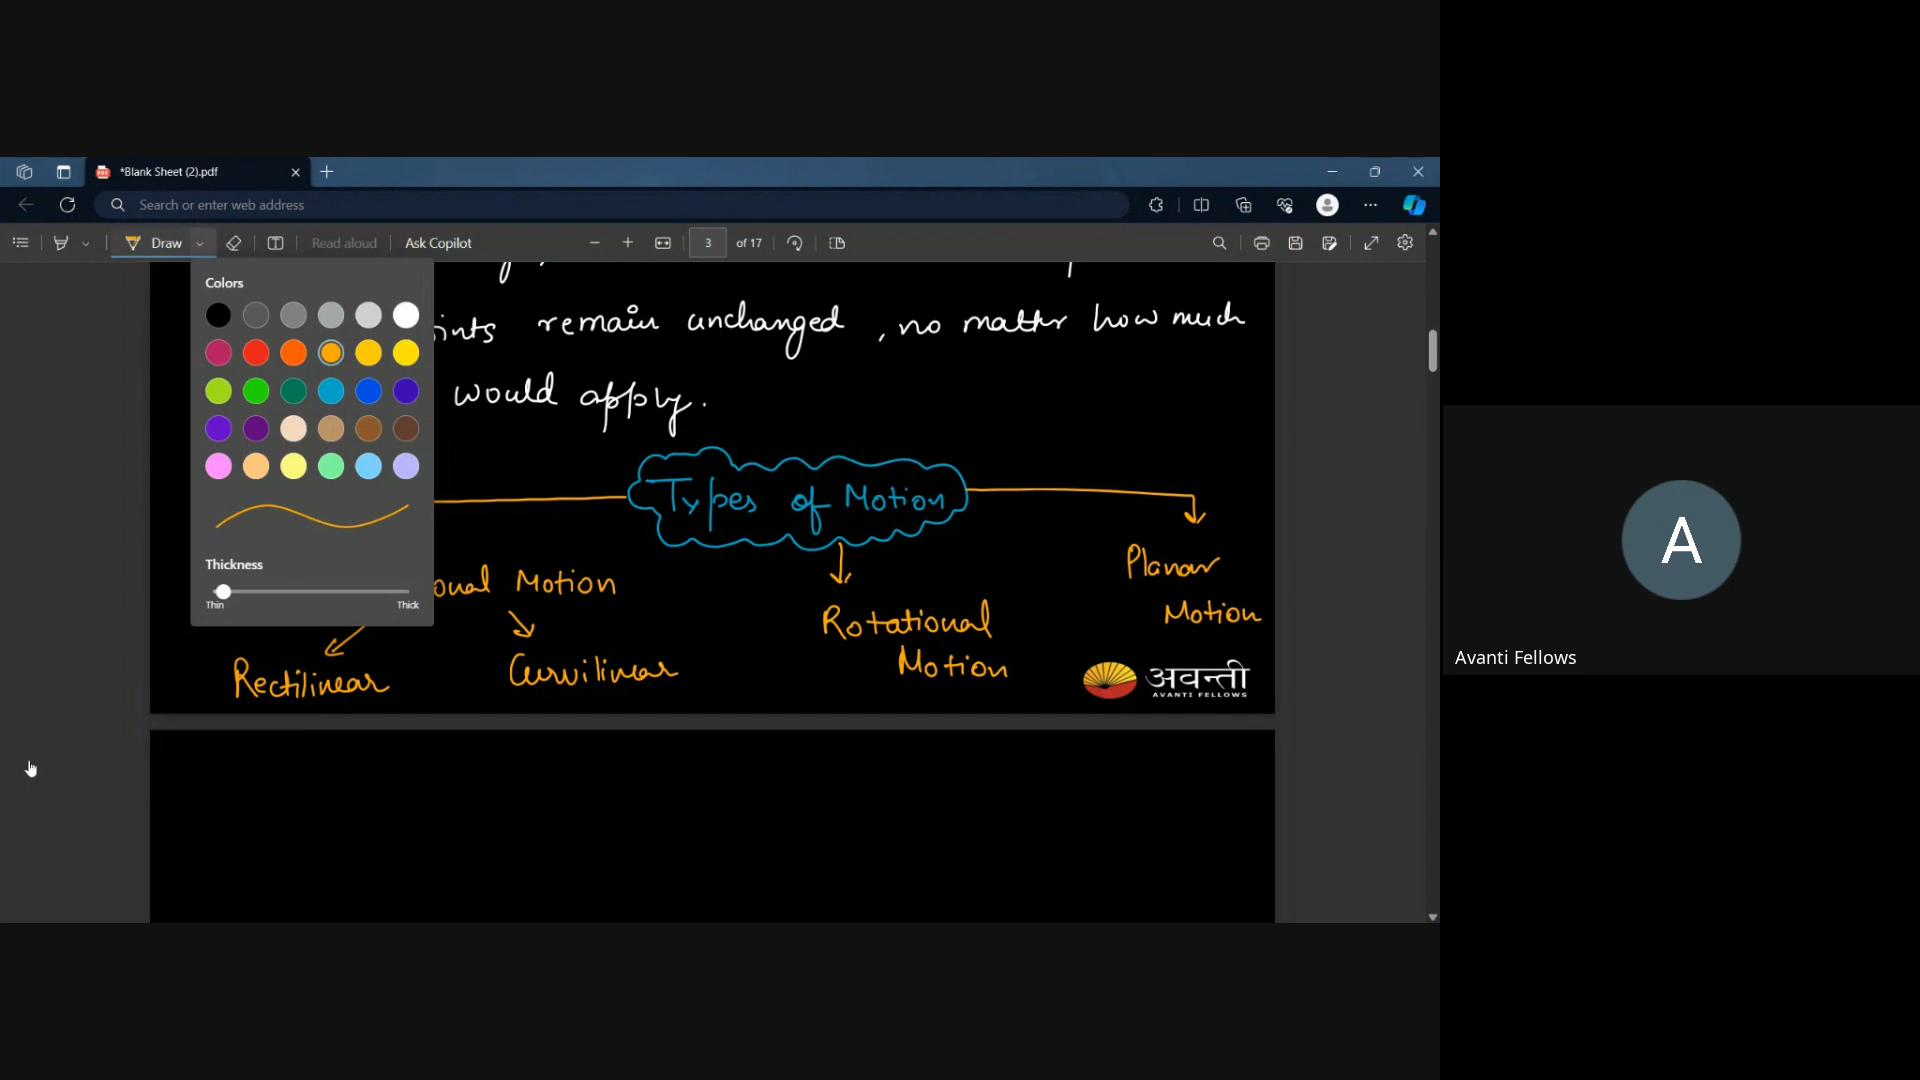 *Blank Sheet (2).pdf
Search or enter web address
Draw
Read aloud
Ask Copilot
3 of 17
Colors
Thickness
Thin
Thick
ints remain unchanged, no matter how much
would apply.
Types of Motion
onal Motion
Rectilinear
Curvilinear
Rotational
Motion
Planar
Motion
अवन्ती
AVANTI FELLOWS
A
Avanti Fellows